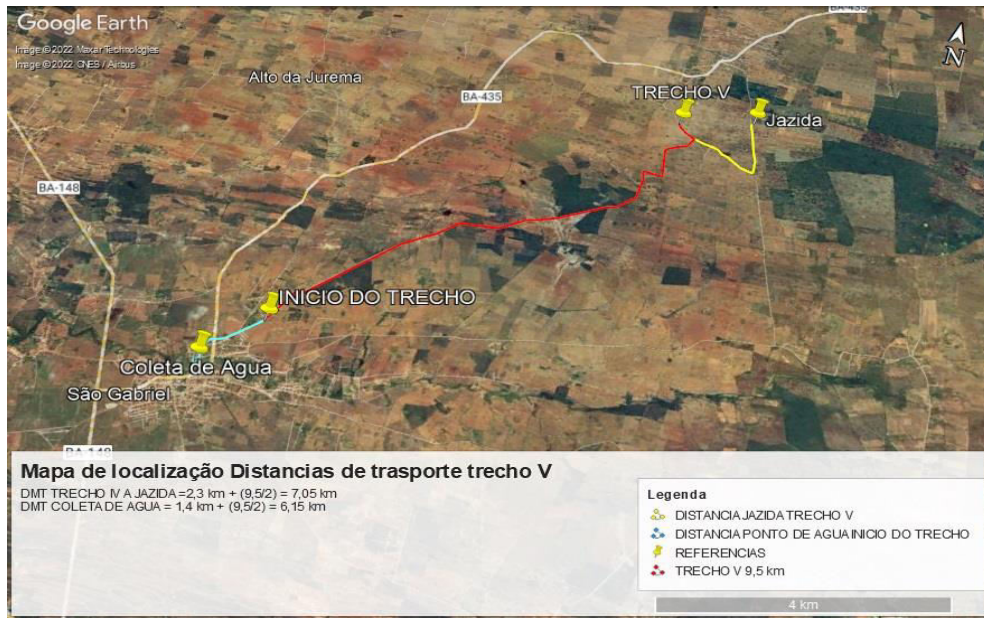 Google Earth
Image © 2022 Maxar Technologies
Image © 2022 CNES / Airbus
BA-435
N
Alto da Jurema
BA-435
TRECHO V
Jazida
BA-148
INICIO DO TRECHO
Coleta de Agua
São Gabriel
BA-148
Mapa de localização Distancias de trasporte trecho V
DMT TRECHO IV A JAZIDA =2,3 km + (9,5/2) = 7,05 km
DMT COLETA DE AGUA = 1,4 km + (9,5/2) = 6,15 km
Legenda
DISTANCIA JAZIDA TRECHO V
DISTANCIA PONTO DE AGUA INICIO DO TRECHO
REFERENCIAS
TRECHO V 9,5 km
4 km